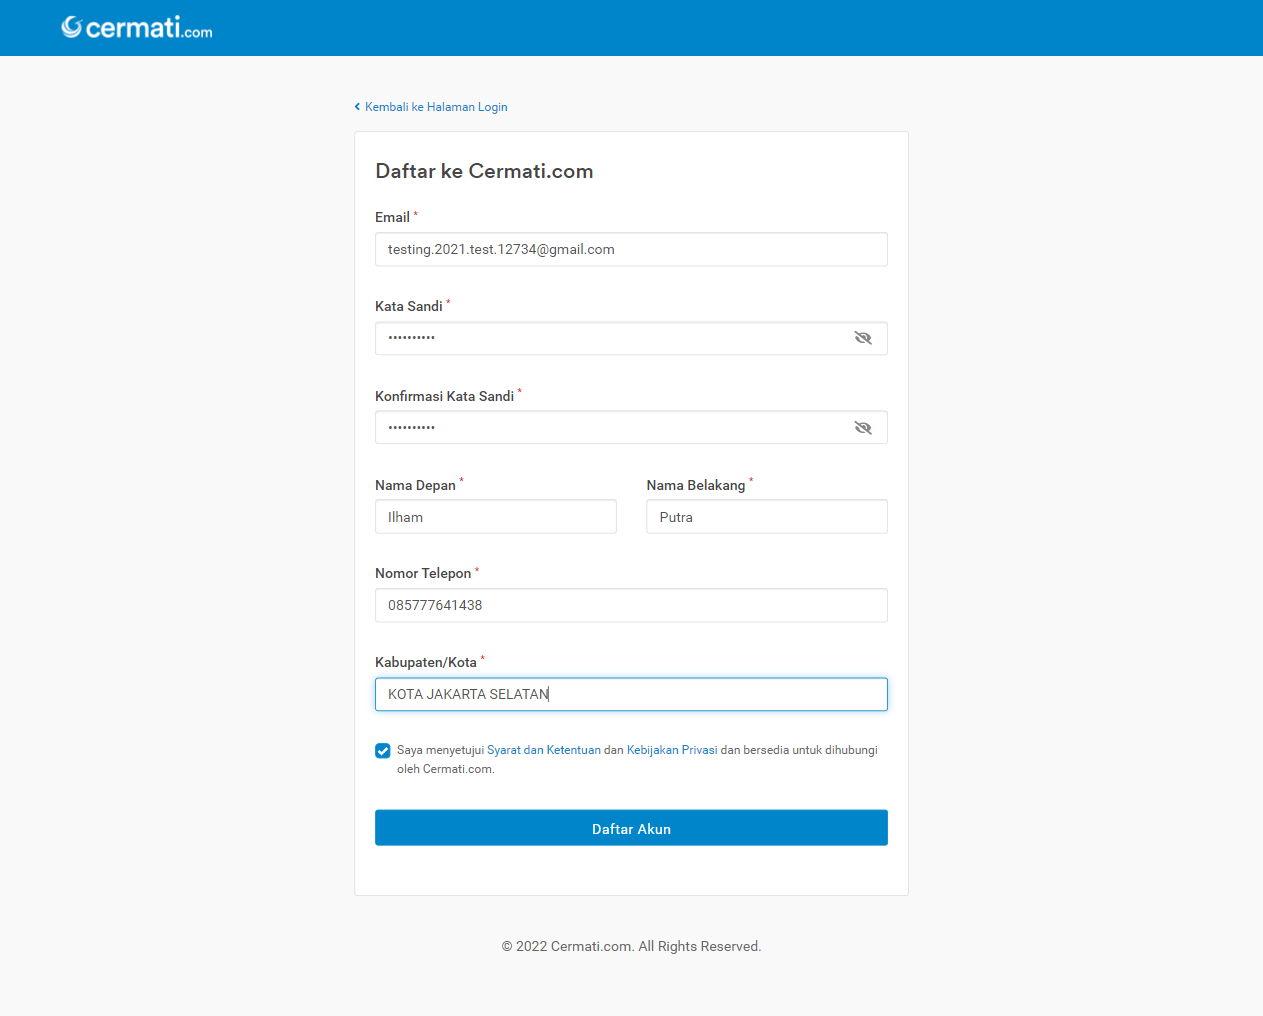 cermati.com
Kembali ke Halaman Login
Daftar ke Cermati.com
Email *
testing.2021.test.12734@gmail.com
Kata Sandi *
••••••••••
Konfirmasi Kata Sandi *
••••••••••
Nama Depan * Nama Belakang *
Ilham Putra
Nomor Telepon *
085777641438
Kabupaten/Kota *
KOTA JAKARTA SELATAN
Saya menyetujui Syarat dan Ketentuan dan Kebijakan Privasi dan bersedia untuk dihubungi
oleh Cermati.com.
Daftar Akun
© 2022 Cermati.com. All Rights Reserved.